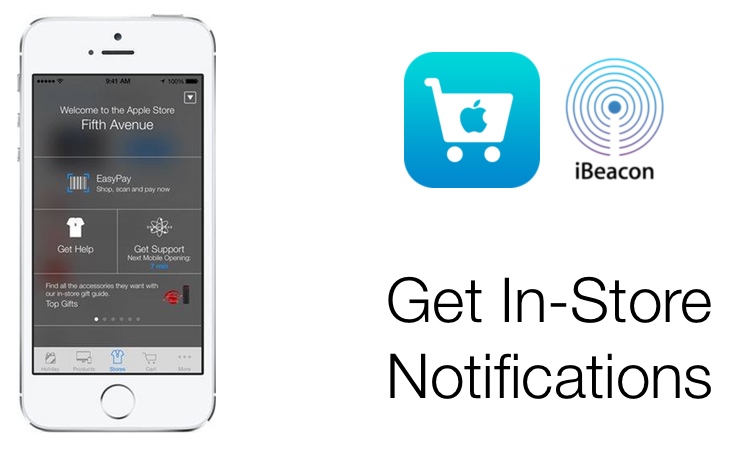 9:41 AM
100%
Welcome to the Apple Store
Fifth Avenue
EasyPay
Shop, scan and pay now
Get Help
Get Support
Next Mobile Opening:
7 min
Find all the accessories they want with
our in-store gift guide.
Top Gifts
Holiday
Products
Stores
Cart
More
iBeacon
Get In-Store
Notifications